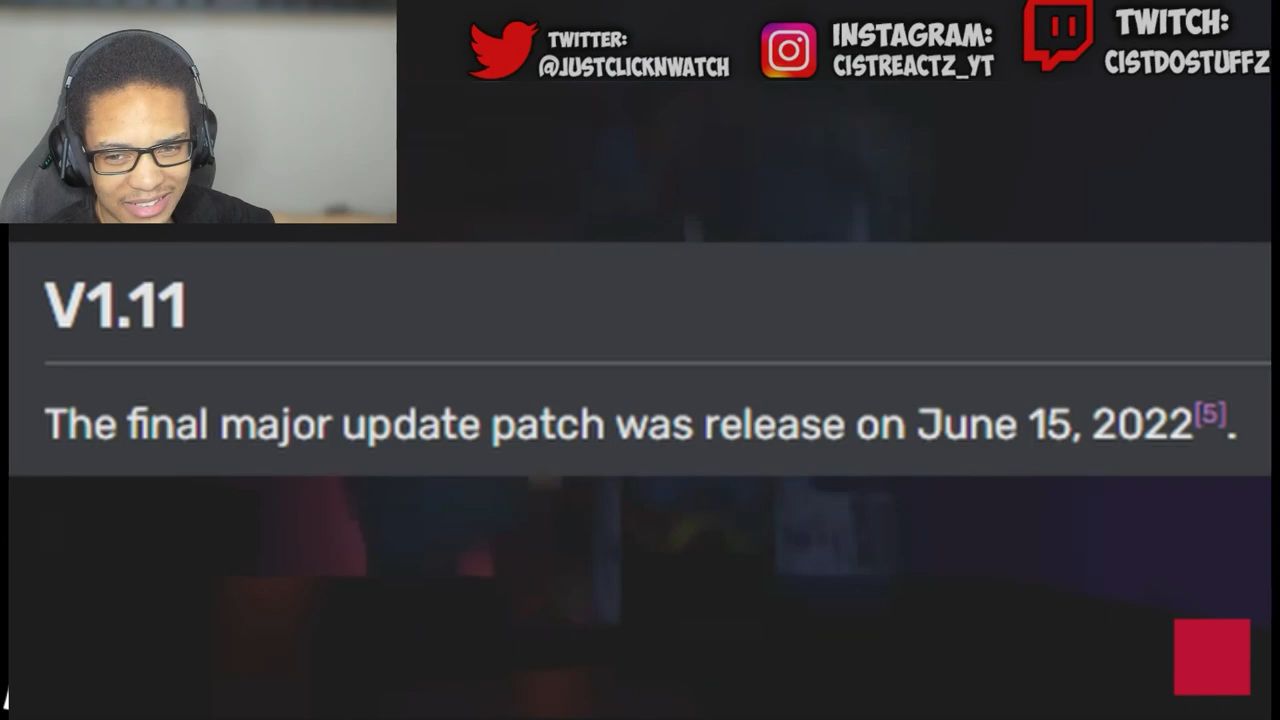 TWITTER:
@JUSTCLICKNWATCH
INSTAGRAM:
CISTREACTZ_YT
TWITCH:
CISTDOSTUFFZ
V1.11
The final major update patch was release on June 15, 2022[5].